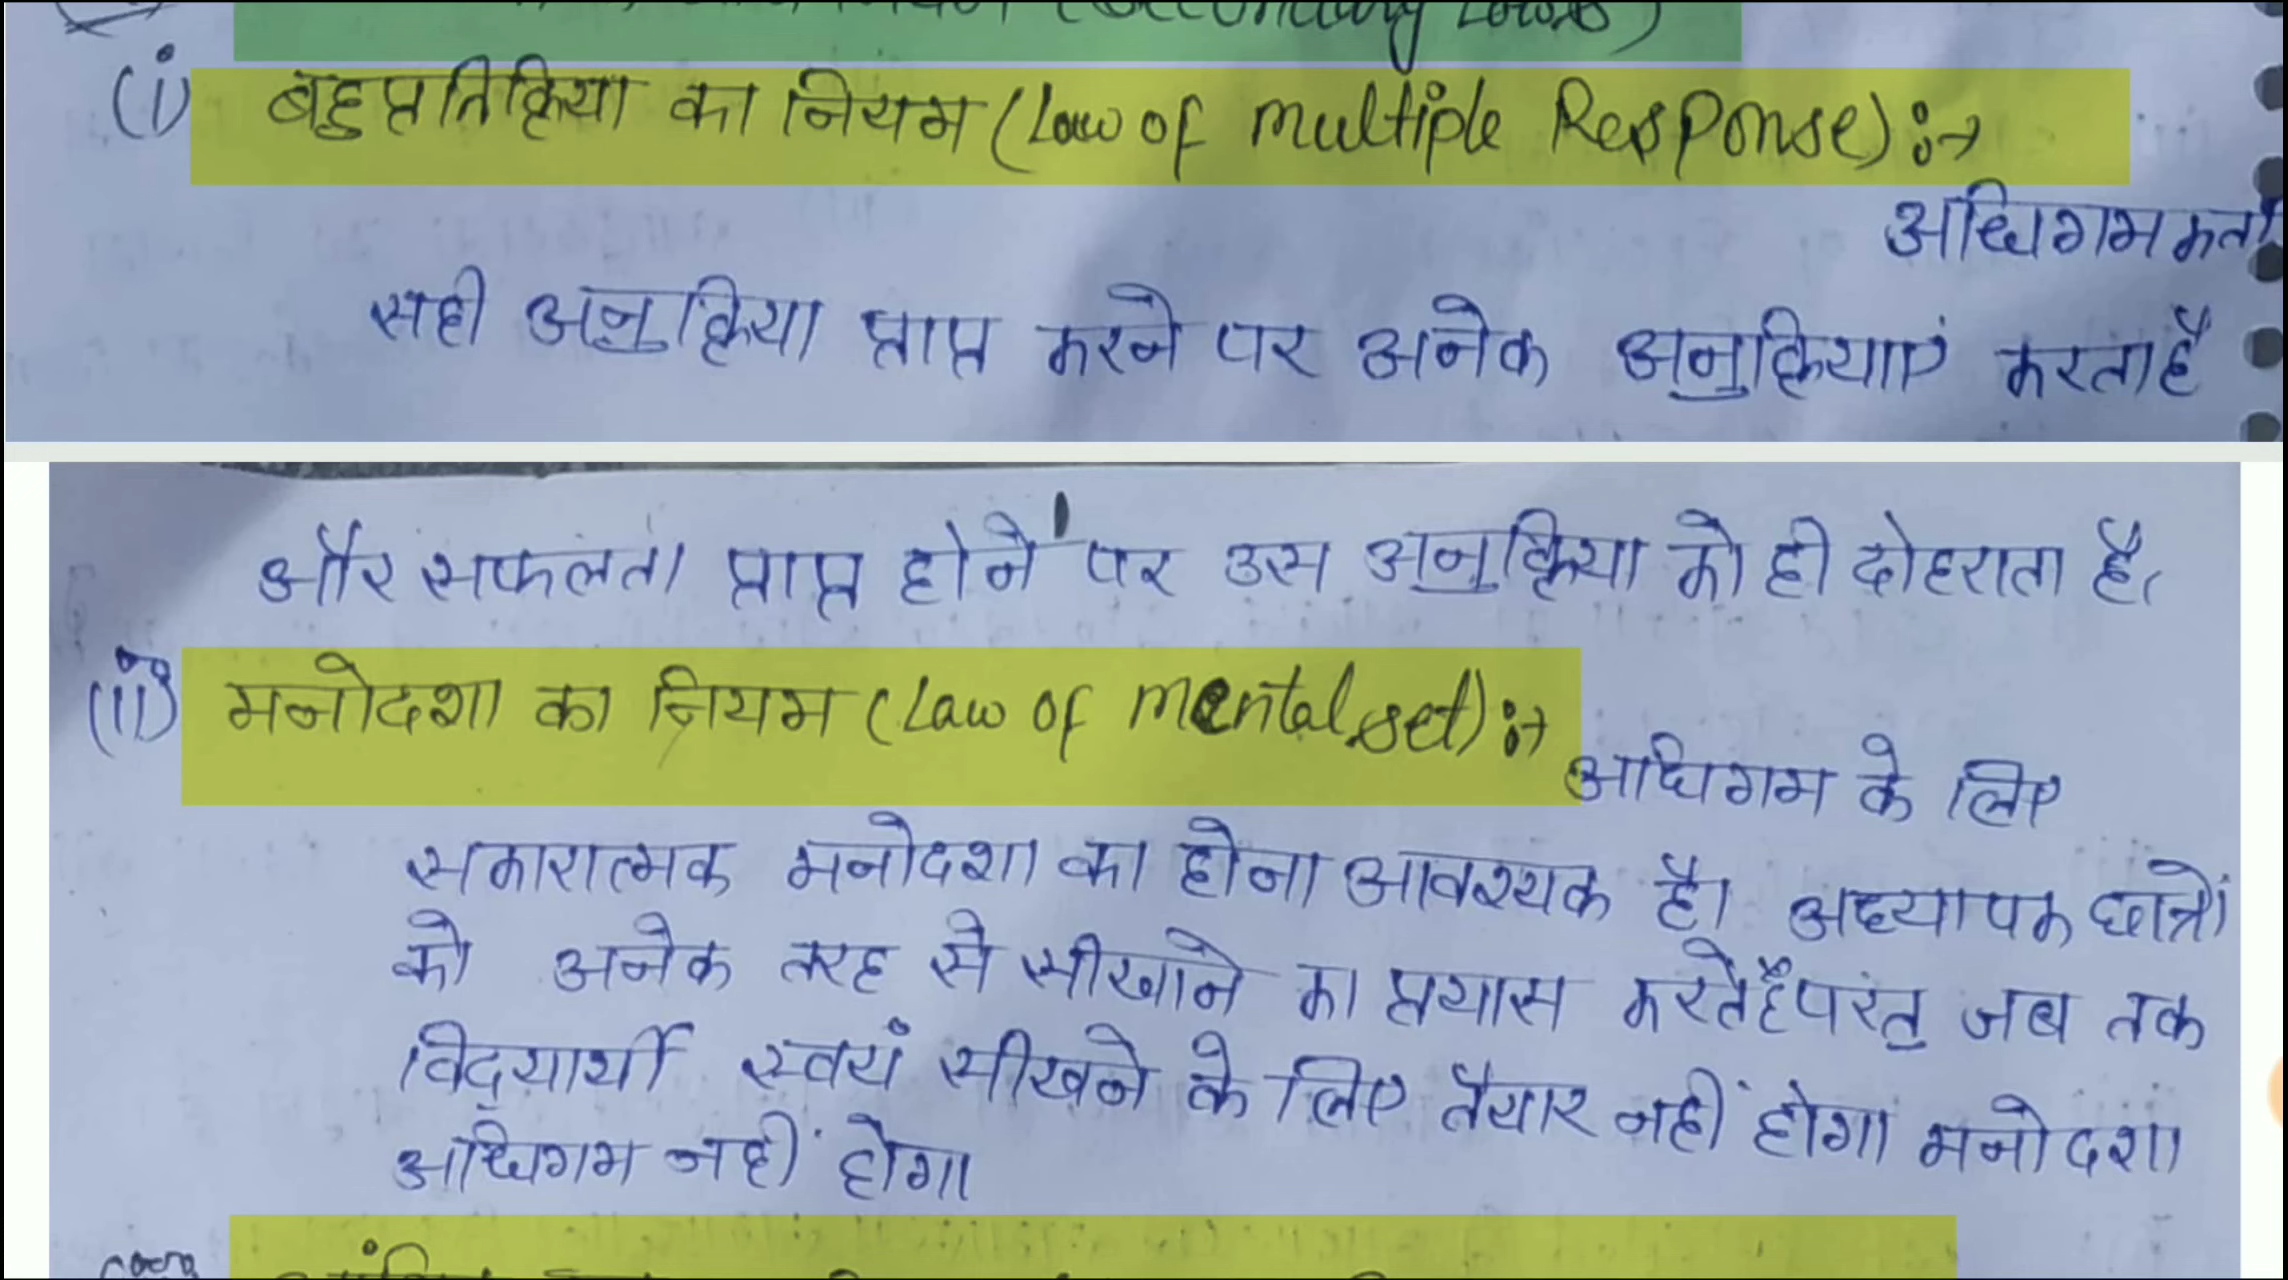 (Secondary Laws)
(i) बहुप्रतिक्रिया का नियम (Law of multiple Response) :→
अधिगमकर्ता
सही अनुक्रिया प्राप्त करने पर अनेक अनुक्रियाएं करता है
और सफलता प्राप्त होने पर उस अनुक्रिया को ही दोहराता है,
(ii) मनोदशा का नियम (Law of Mental set) :→
अधिगम के लिए
सकारात्मक मनोदशा का होना आवश्यक है। अध्यापक छात्रों
को अनेक तरह से सीखाने का प्रयास करते हैं परंतु जब तक
विद्यार्थी स्वयं सीखने के लिए तैयार नहीं होगा मनोदशा
अधिगम नहीं होगा